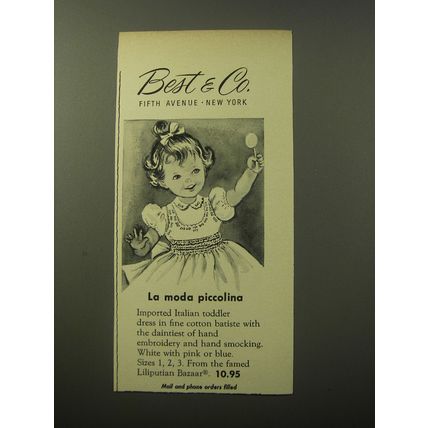 Best & Co.
FIFTH AVENUE · NEW YORK
La moda piccolina
Imported Italian toddler
dress in fine cotton batiste with
the daintiest of hand
embroidery and hand smocking.
White with pink or blue.
Sizes 1, 2, 3. From the famed
Liliputian Bazaar®. 10.95
Mail and phone orders filled